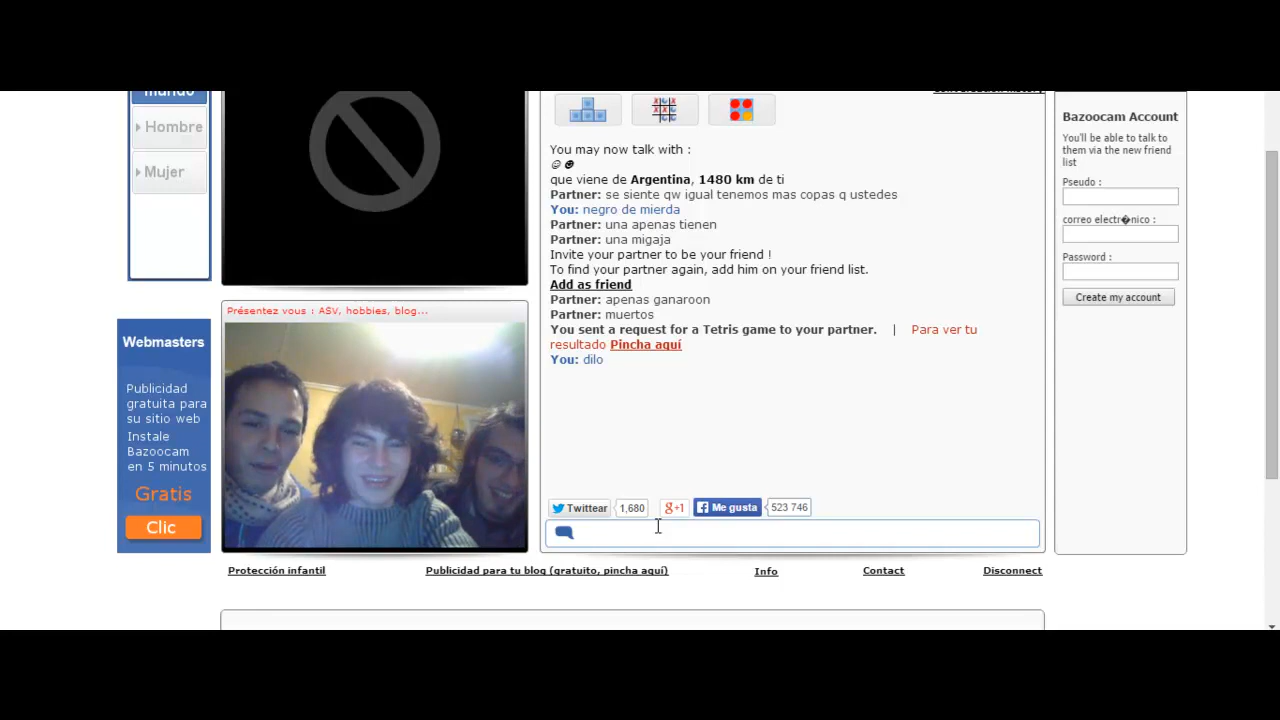 mundo
Hombre
Mujer
Webmasters
Publicidad
gratuita para
su sitio web
Instale
Bazoocam
en 5 minutos
Gratis
Clic
Présentez vous : ASV, hobbies, blog...
You may now talk with :
☺☻
que viene de Argentina, 1480 km de ti
Partner: se siente qw igual tenemos mas copas q ustedes
You: negro de mierda
Partner: una apenas tienen
Partner: una migaja
Invite your partner to be your friend !
To find your partner again, add him on your friend list.
Add as friend
Partner: apenas ganaroon
Partner: muertos
You sent a request for a Tetris game to your partner. | Para ver tu
resultado Pincha aquí
You: dilo
Twittear 1,680 g+1 Me gusta 523 746
Bazoocam Account
You'll be able to talk to
them via the new friend
list
Pseudo :
correo electr�nico :
Password :
Create my account
Protección infantil Publicidad para tu blog (gratuito, pincha aquí) Info Contact Disconnect